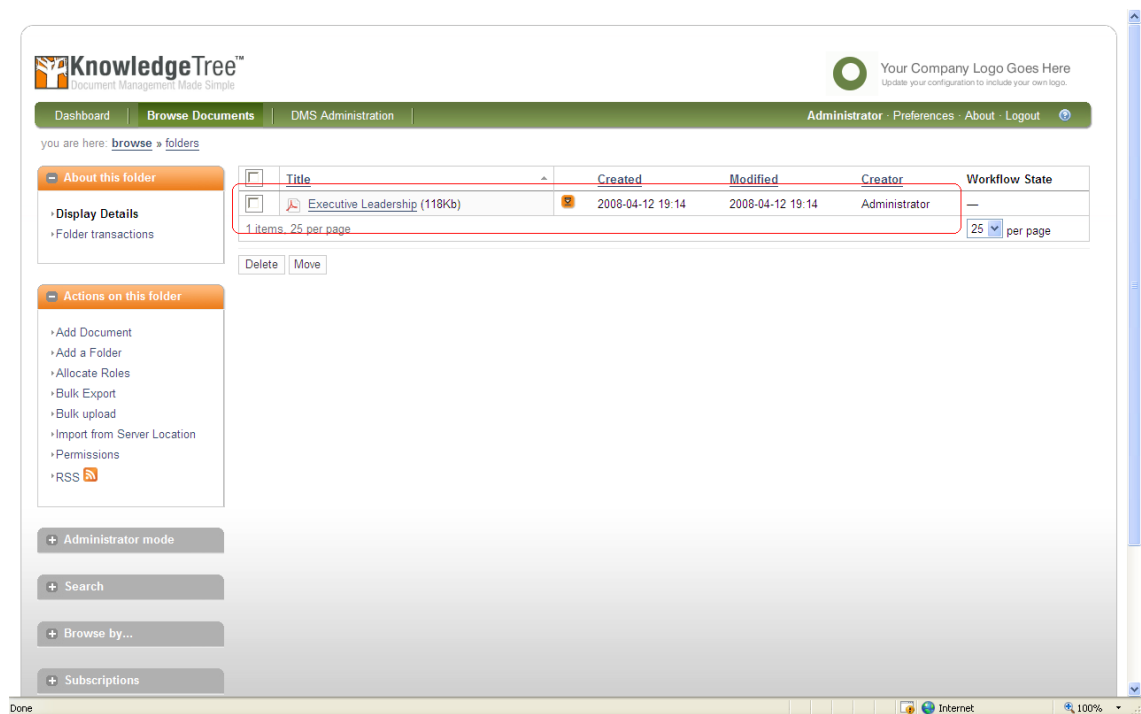 KnowledgeTree™
Document Management Made Simple
Your Company Logo Goes Here
Update your configuration to include your own logo.
Dashboard Browse Documents DMS Administration Administrator · Preferences · About · Logout ?
you are here: browse » folders
About this folder
Display Details
Folder transactions
Title Created Modified Creator Workflow State
Executive Leadership (118Kb) 2008-04-12 19:14 2008-04-12 19:14 Administrator —
1 items, 25 per page 25 per page
Delete Move
Actions on this folder
Add Document
Add a Folder
Allocate Roles
Bulk Export
Bulk upload
Import from Server Location
Permissions
RSS
Administrator mode
Search
Browse by...
Subscriptions
Done Internet 100%